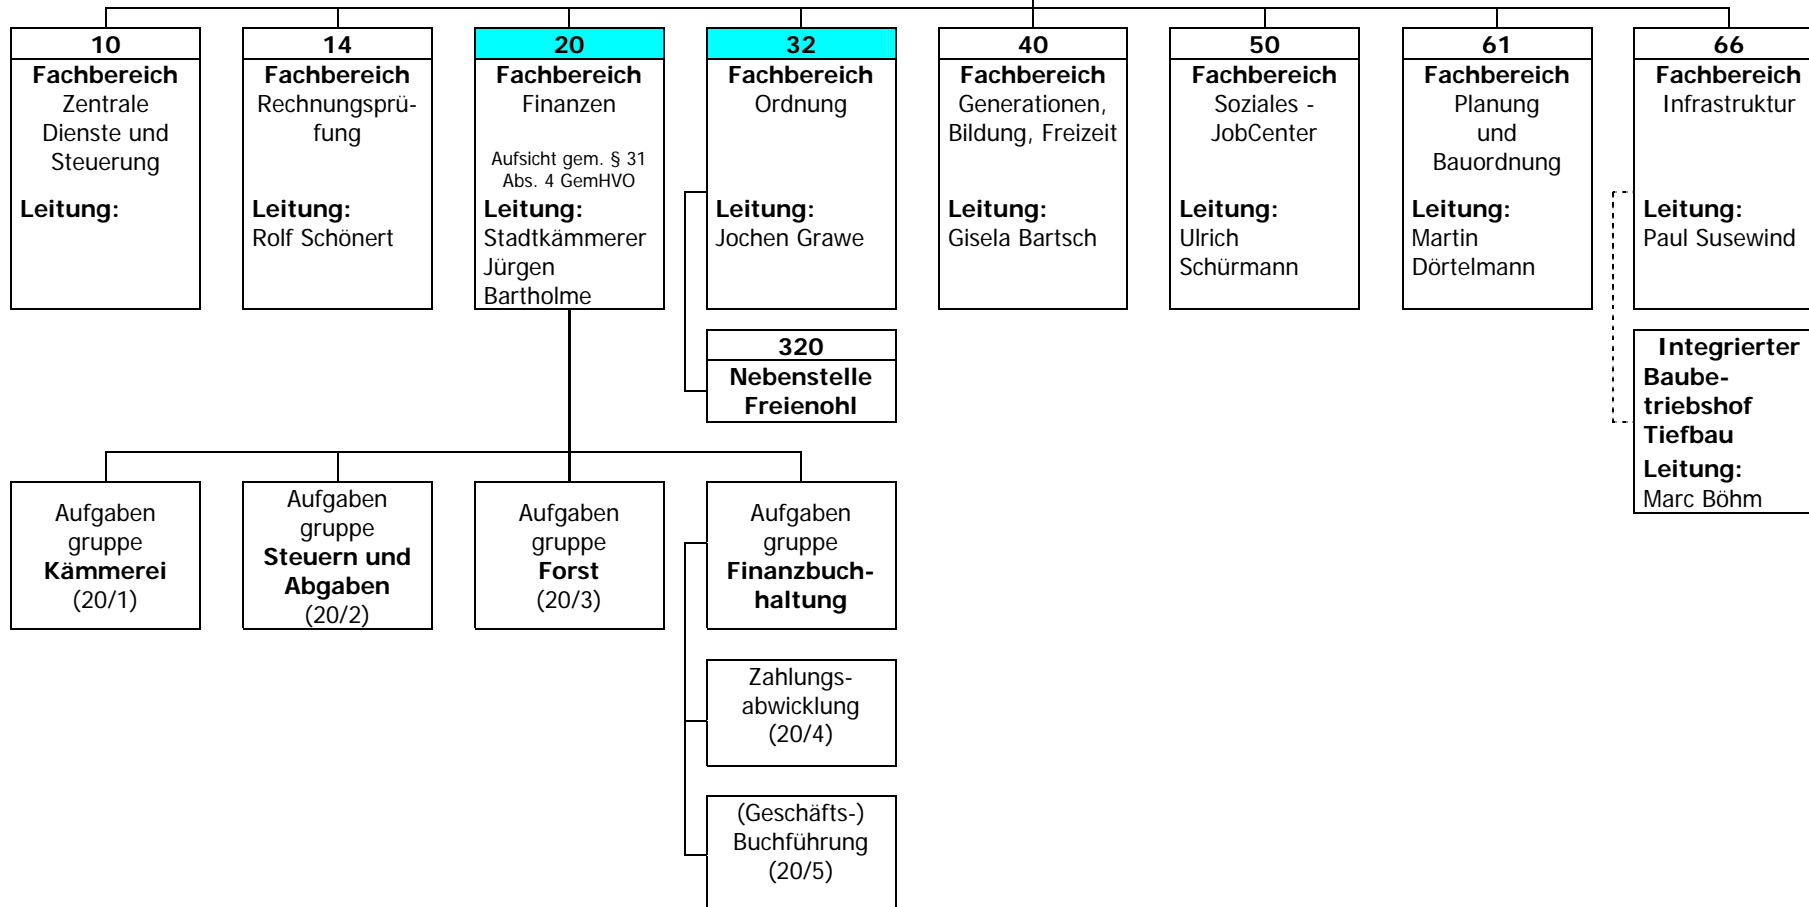 10
Fachbereich
Zentrale
Dienste und
Steuerung
Leitung:
14
Fachbereich
Rechnungsprü-
fung
Leitung:
Rolf Schönert
20
Fachbereich
Finanzen
Aufsicht gem. § 31
Abs. 4 GemHVO
Leitung:
Stadtkämmerer
Jürgen
Bartholme
32
Fachbereich
Ordnung
Leitung:
Jochen Grawe
320
Nebenstelle
Freienohl
40
Fachbereich
Generationen,
Bildung, Freizeit
Leitung:
Gisela Bartsch
50
Fachbereich
Soziales -
JobCenter
Leitung:
Ulrich
Schürmann
61
Fachbereich
Planung
und
Bauordnung
Leitung:
Martin
Dörtelmann
66
Fachbereich
Infrastruktur
Leitung:
Paul Susewind
Integrierter
Baube-
triebshof
Tiefbau
Leitung:
Marc Böhm
Aufgaben
gruppe
Kämmerei
(20/1)
Aufgaben
gruppe
Steuern und
Abgaben
(20/2)
Aufgaben
gruppe
Forst
(20/3)
Aufgaben
gruppe
Finanzbuch-
haltung
Zahlungs-
abwicklung
(20/4)
(Geschäfts-)
Buchführung
(20/5)